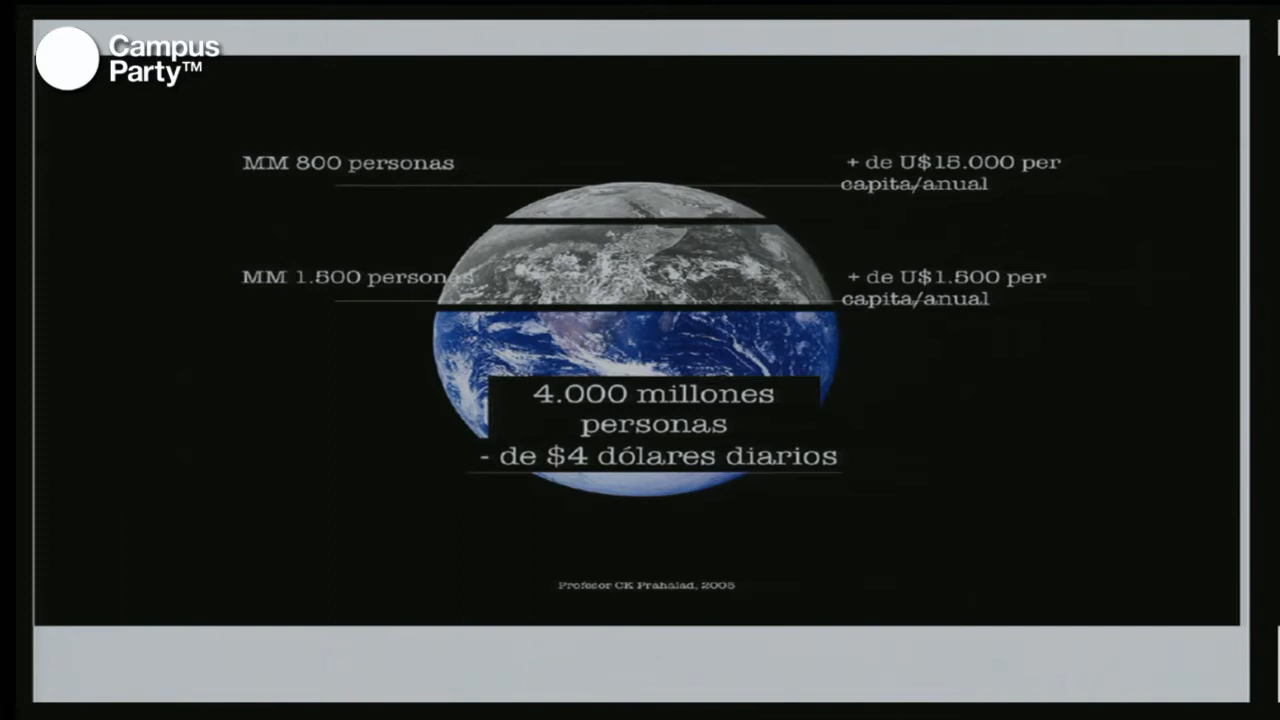 Campus
Party™
MM 800 personas
+ de U$15.000 per
capita/anual
MM 1.500 personas
+ de U$1.500 per
capita/anual
4.000 millones
personas
- de $4 dólares diarios
Profesor CK Prahalad, 2005